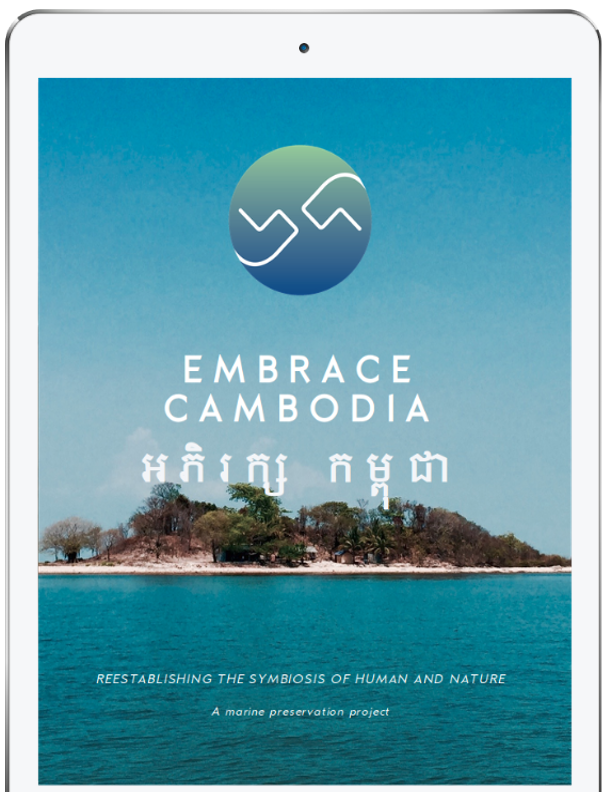 EMBRACE
CAMBODIA
អភិរក្ស កម្ពុជា
REESTABLISHING THE SYMBIOSIS OF HUMAN AND NATURE
A marine preservation project